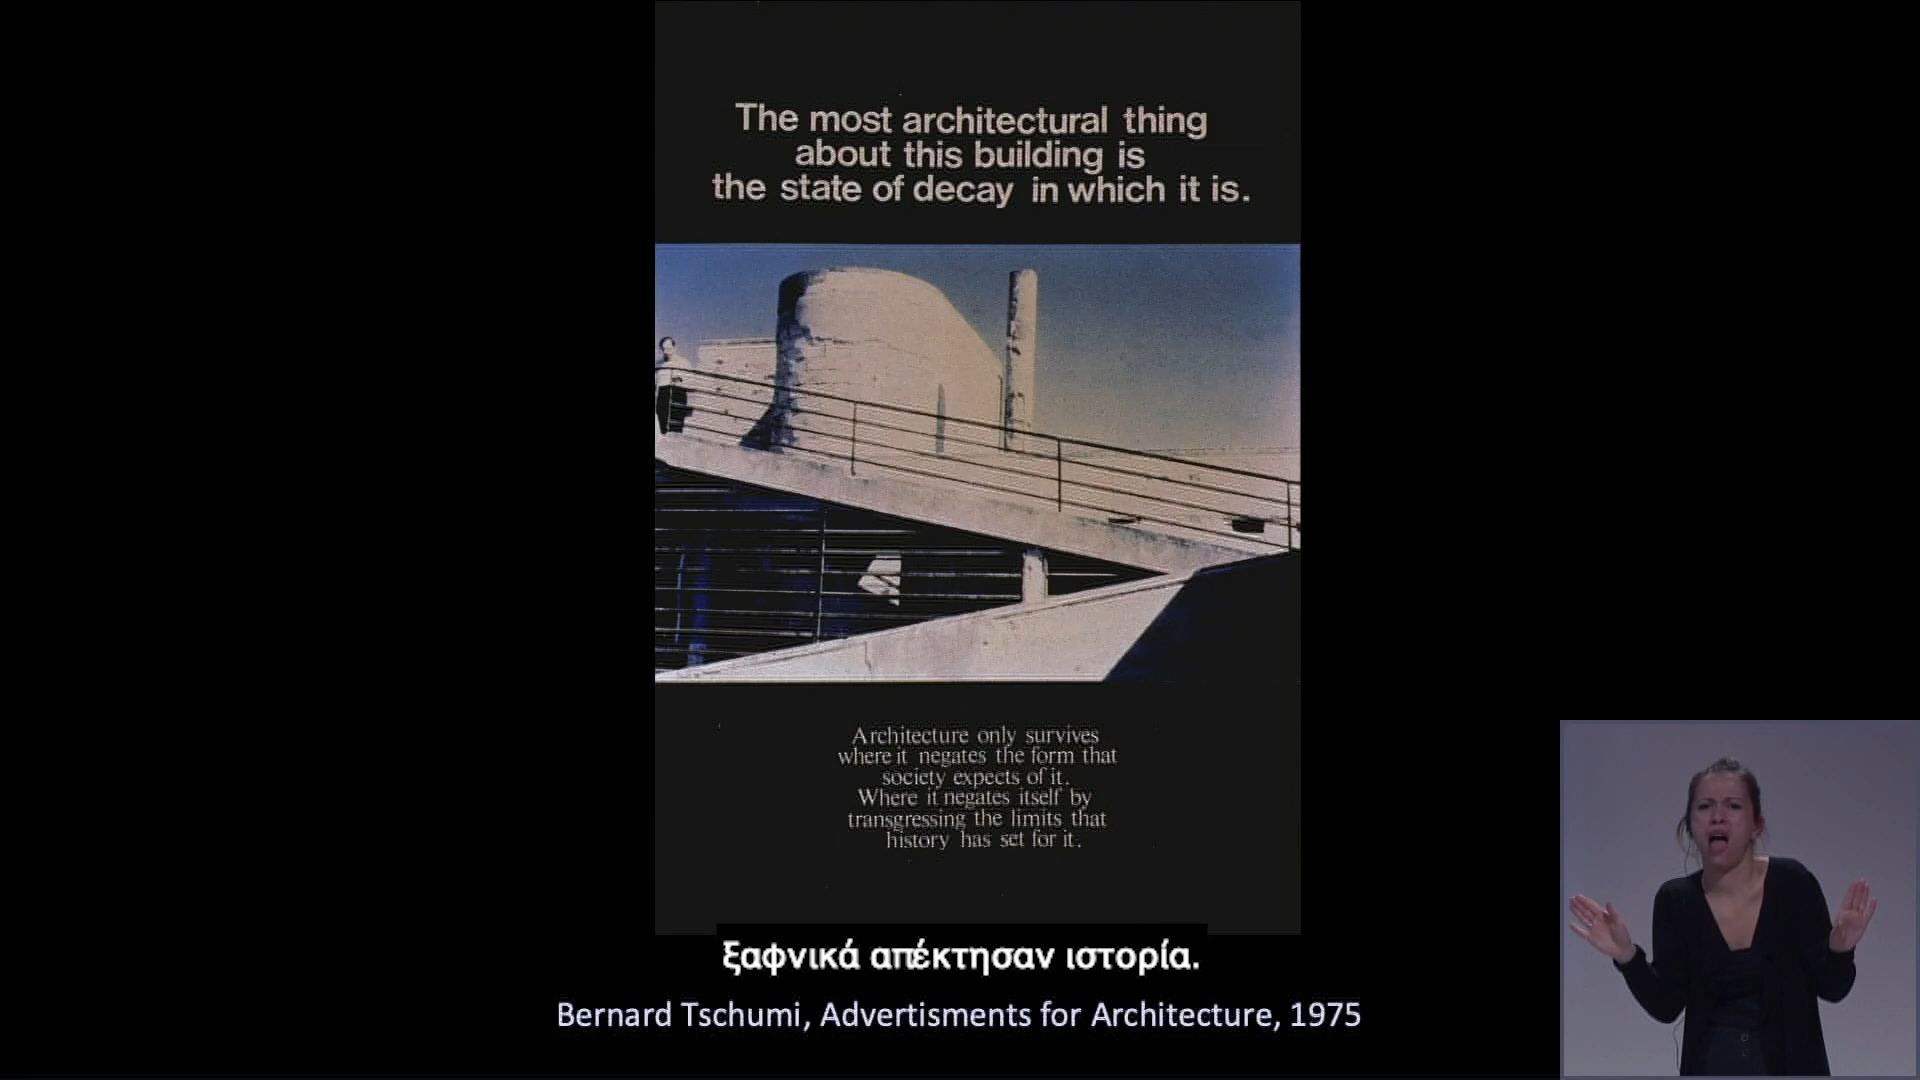 The most architectural thing
about this building is
the state of decay in which it is.
Architecture only survives
where it negates the form that
society expects of it.
Where it negates itself by
transgressing the limits that
history has set for it.
ξαφνικά απέκτησαν ιστορία.
Bernard Tschumi, Advertisments for Architecture, 1975